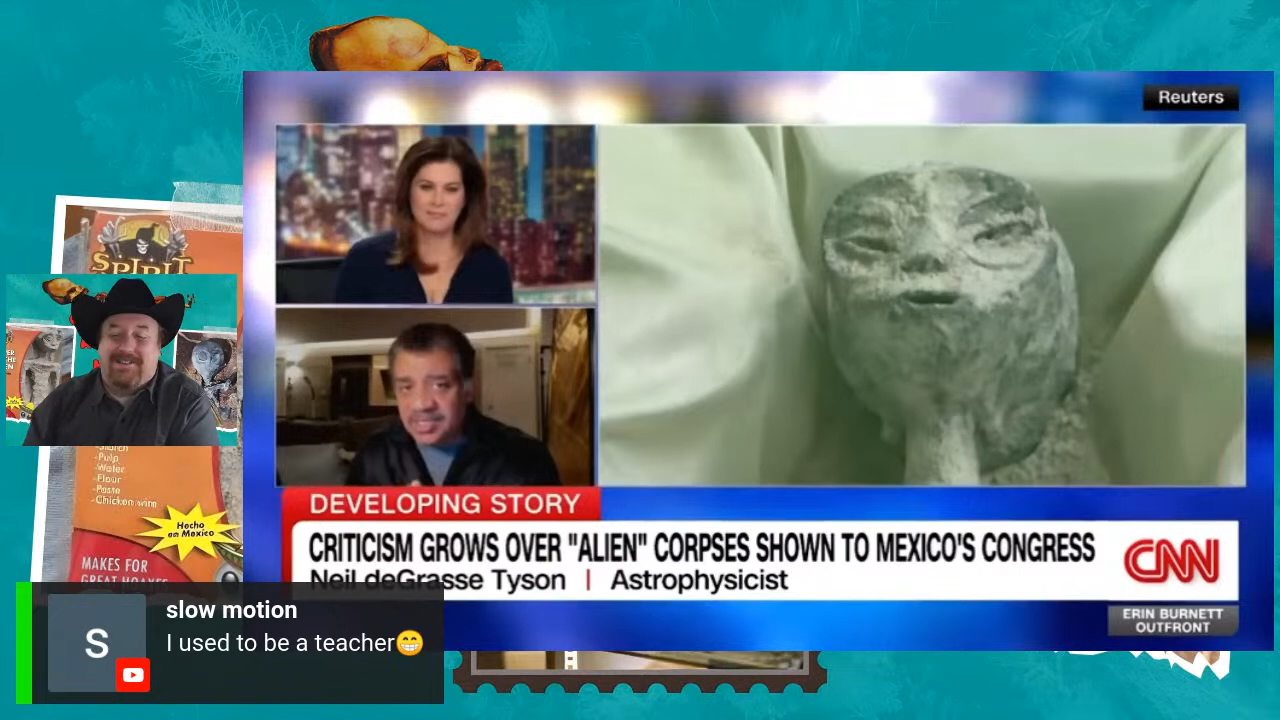 Reuters
SPIRIT
-Pulp
-Water
-Flour
-Paste
-Chicken wire
Hecho
en Mexico
MAKES FOR
GREAT HOAXES
DEVELOPING STORY
CRITICISM GROWS OVER "ALIEN" CORPSES SHOWN TO MEXICO'S CONGRESS
Neil deGrasse Tyson | Astrophysicist
CNN
ERIN BURNETT
OUTFRONT
S
slow motion
I used to be a teacher😁